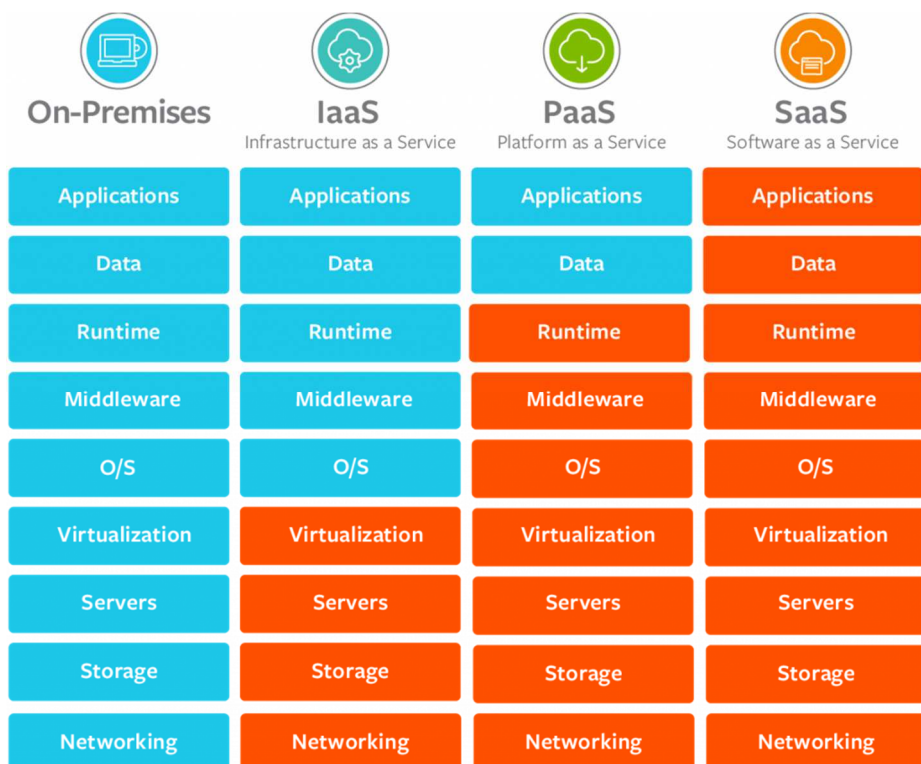 On-Premises
IaaS
Infrastructure as a Service
PaaS
Platform as a Service
SaaS
Software as a Service
Applications
Applications
Applications
Applications
Data
Data
Data
Data
Runtime
Runtime
Runtime
Runtime
Middleware
Middleware
Middleware
Middleware
O/S
O/S
O/S
O/S
Virtualization
Virtualization
Virtualization
Virtualization
Servers
Servers
Servers
Servers
Storage
Storage
Storage
Storage
Networking
Networking
Networking
Networking